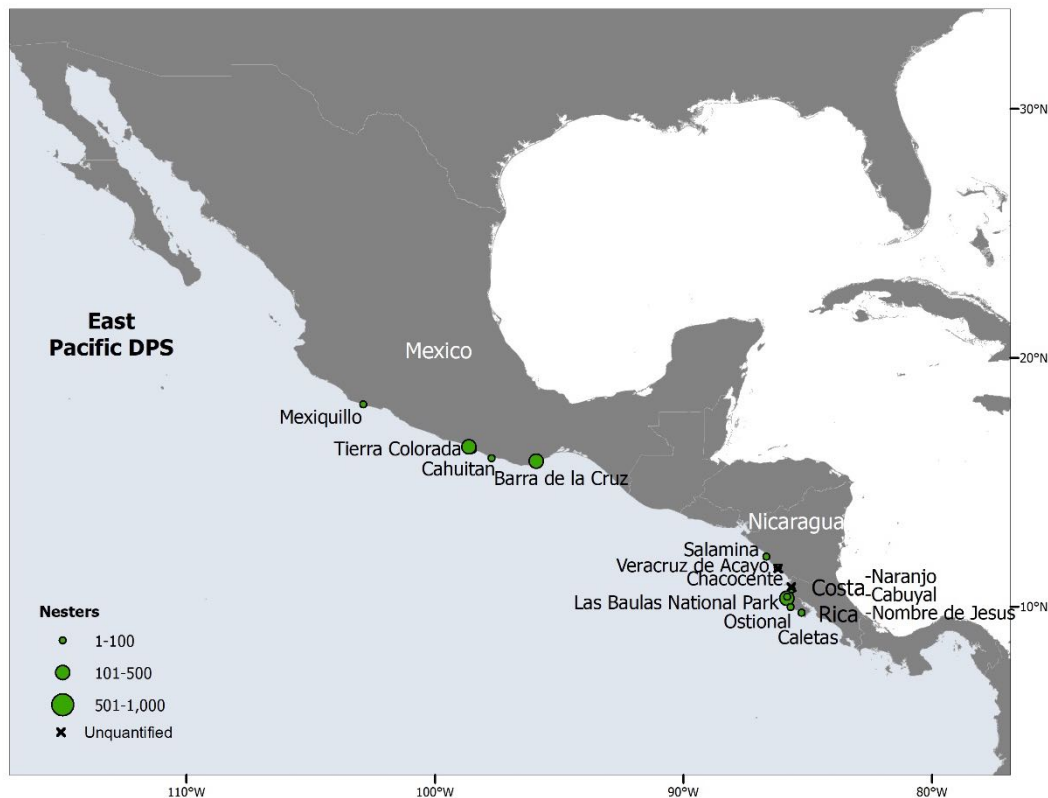 30°N
East
Pacific DPS
Mexico
20°N
Mexiquillo
Tierra Colorada
Cahuitan
Barra de la Cruz
Nicaragua
Salamina
Veracruz de Acayo
Chacocente
Costa
Rica
-Naranjo
-Cabuyal
-Nombre de Jesus
Las Baulas National Park
Ostional
Caletas
10°N
Nesters
1-100
101-500
501-1,000
Unquantified
110°W
100°W
90°W
80°W